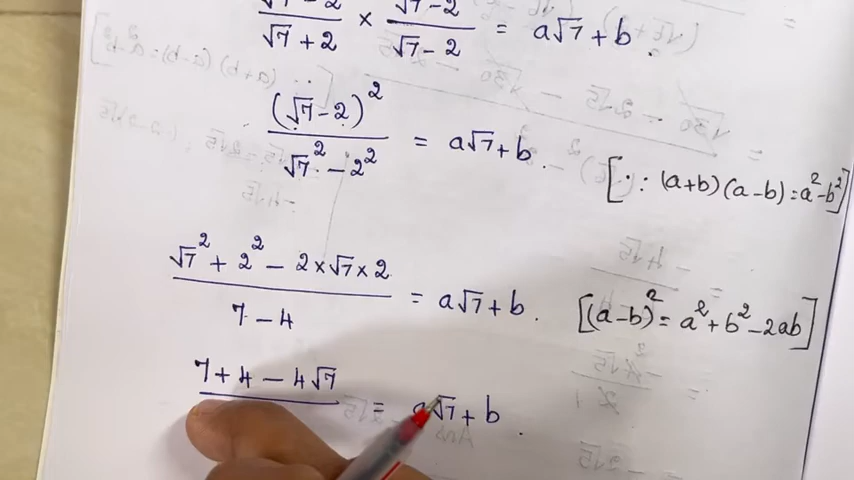 √7-2/√7+2 × √7-2/√7-2 = a√7+b.
(√7-2)²/√7²-2² = a√7+b. [∵ (a+b)(a-b)=a²-b²]
√7²+2²-2×√7×2/7-4 = a√7+b. [(a-b)²=a²+b²-2ab]
7+4-4√7 = a√7+b.